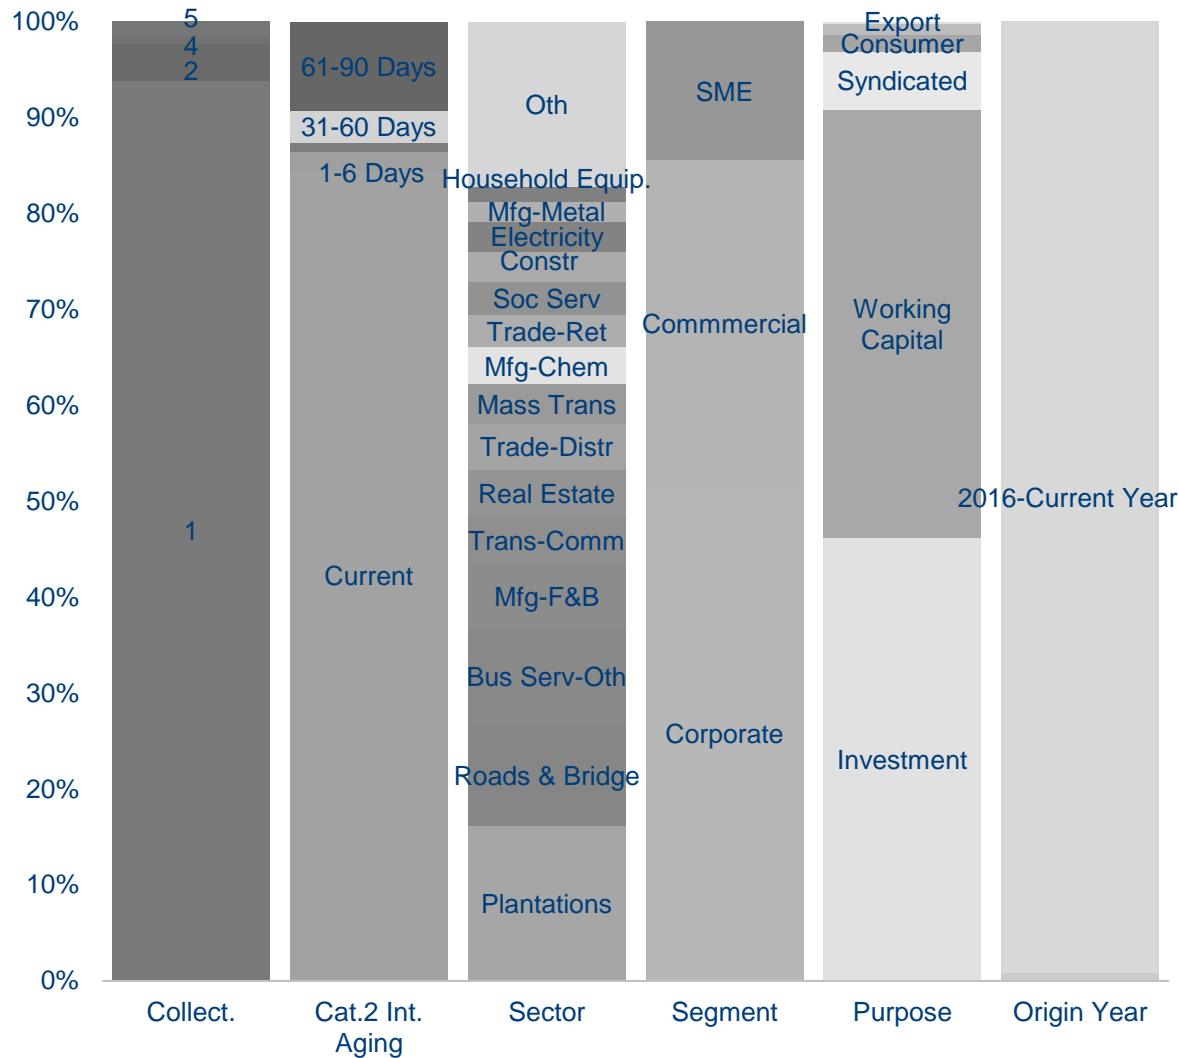 100%
90%
80%
70%
60%
50%
40%
30%
20%
10%
0%
5
4
2
1
61-90 Days
31-60 Days
1-6 Days
Current
Oth
Household Equip.
Mfg-Metal
Electricity
Constr
Soc Serv
Trade-Ret
Mfg-Chem
Mass Trans
Trade-Distr
Real Estate
Trans-Comm
Mfg-F&B
Bus Serv-Oth
Roads & Bridge
Plantations
SME
Commmercial
Corporate
Export
Consumer
Syndicated
Working
Capital
Investment
2016-Current Year
Collect.
Cat.2 Int.
Aging
Sector
Segment
Purpose
Origin Year